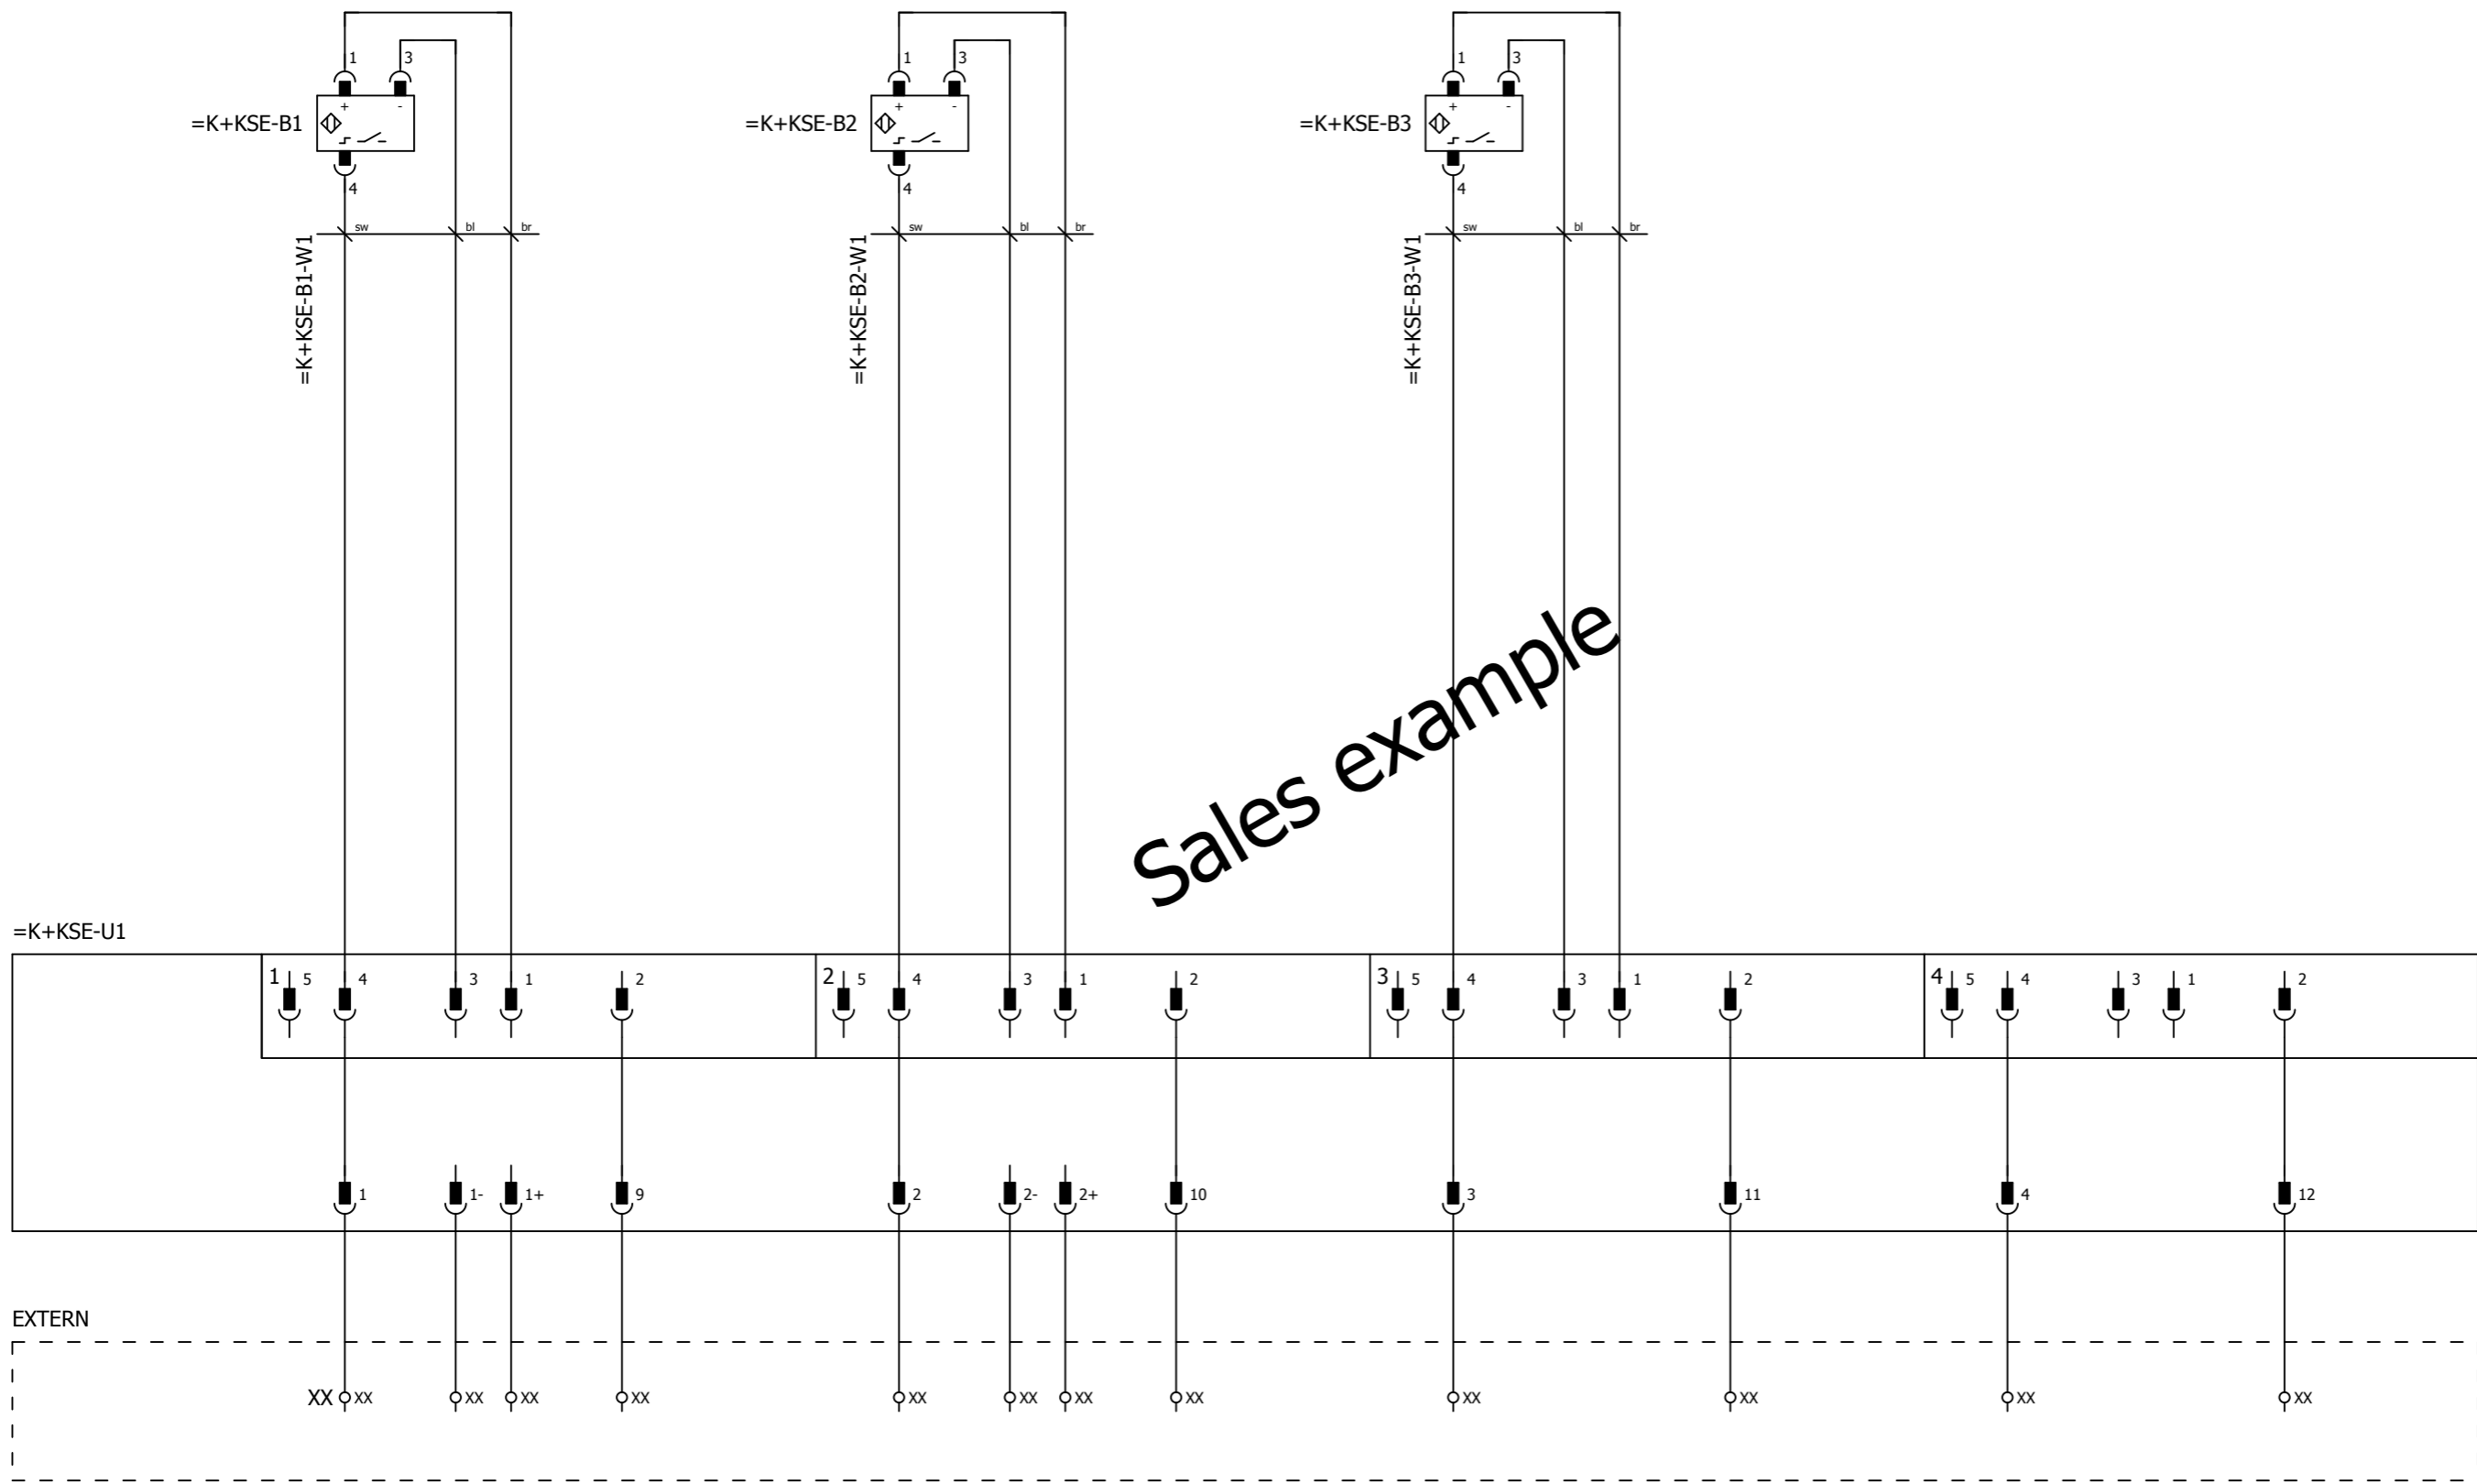 1 3 1 3 1 3
+ - + - + -
=K+KSE-B1 =K+KSE-B2 =K+KSE-B3
4 4 4
sw bl br sw bl br sw bl br
=K+KSE-B1-W1
=K+KSE-B2-W1
=K+KSE-B3-W1
Sales example
=K+KSE-U1
1 5 4 3 1 2 2 5 4 3 1 2 3 5 4 3 1 2 4 5 4 3 1 2
1 1- 1+ 9 2 2- 2+ 10 3 11 4 12
EXTERN
XX XX XX XX XX XX XX XX XX XX XX XX XX